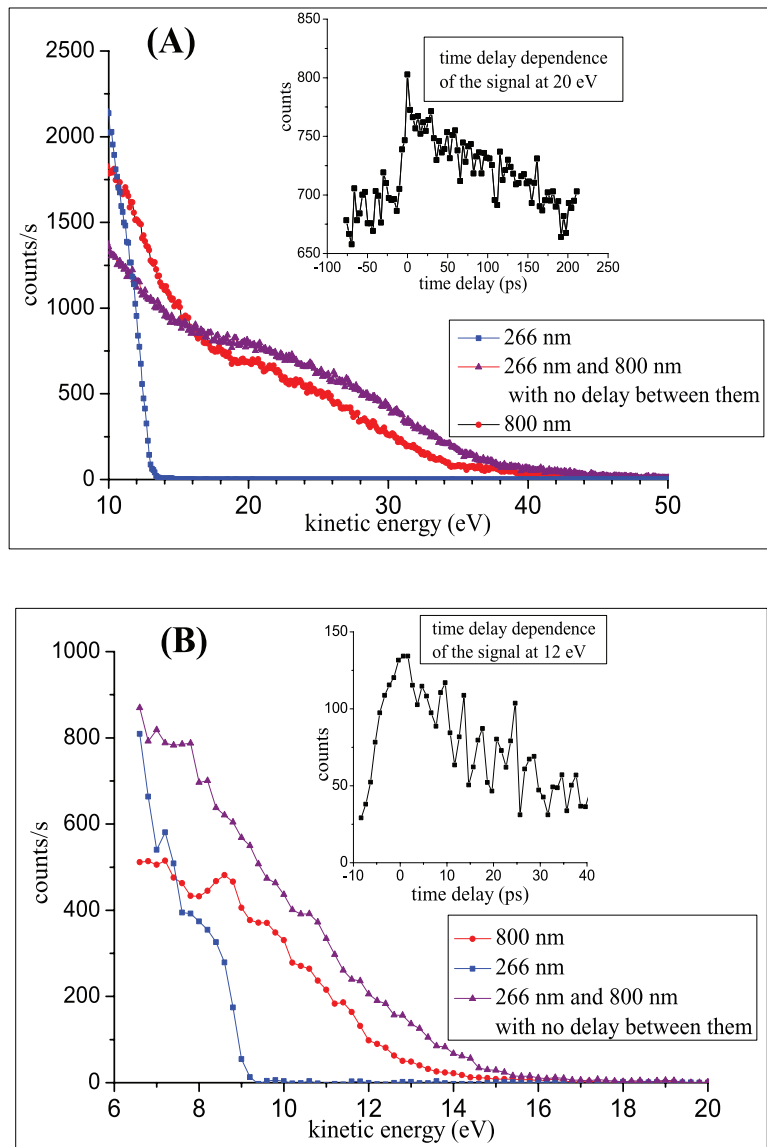 (A)
2500
2000
1500
1000
500
0
counts/s
10
20
30
40
50
kinetic energy (eV)
time delay dependence
of the signal at 20 eV
850
800
750
700
650
counts
-100
-50
0
50
100
150
200
250
time delay (ps)
266 nm
266 nm and 800 nm
with no delay between them
800 nm
(B)
1000
800
600
400
200
0
counts/s
6
8
10
12
14
16
18
20
kinetic energy (eV)
time delay dependence
of the signal at 12 eV
150
100
50
0
counts
-10
0
10
20
30
40
time delay (ps)
800 nm
266 nm
266 nm and 800 nm
with no delay between them